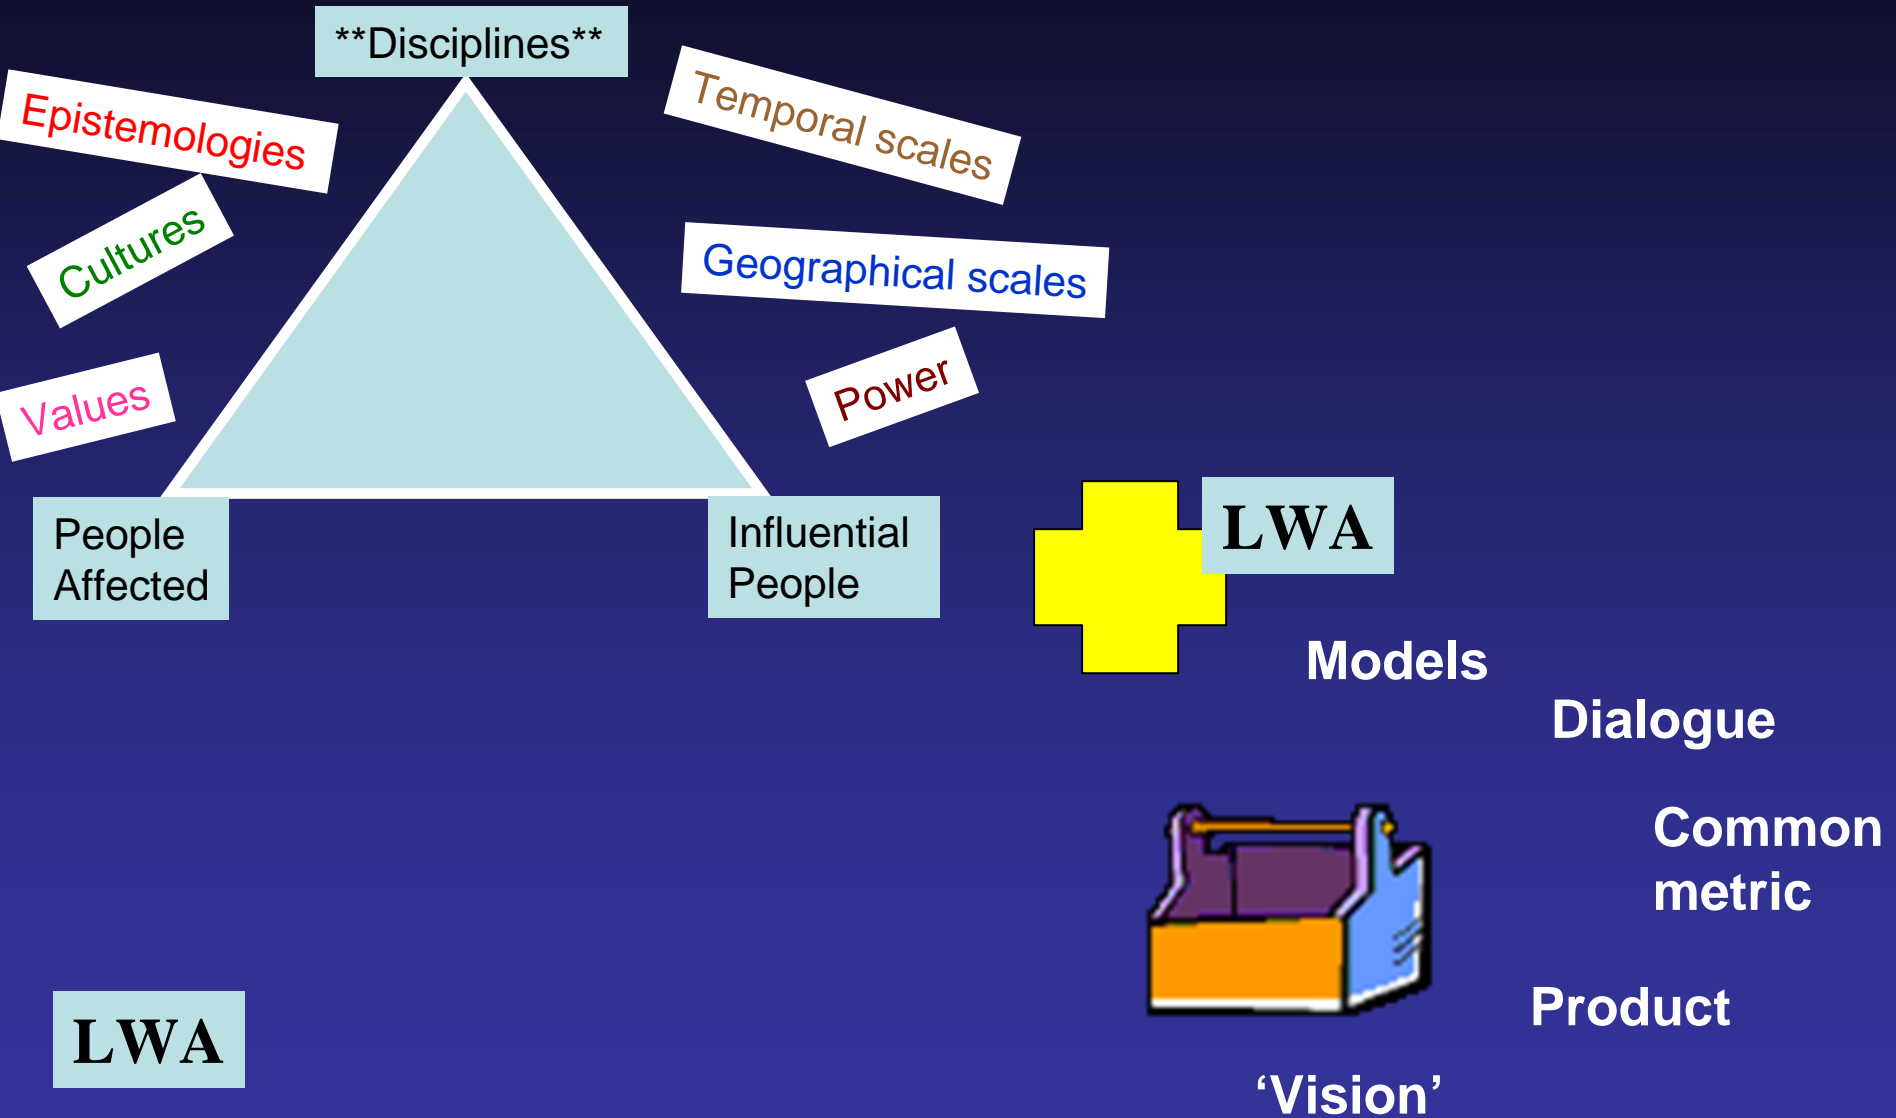 **Disciplines**
Epistemologies
Temporal scales
Cultures
Geographical scales
Values
Power
People
Affected
Influential
People
LWA
Models
Dialogue
Common
metric
Product
LWA
‘Vision’